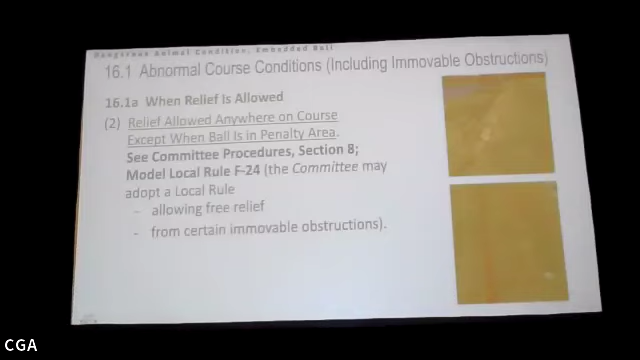 Dangerous Animal Condition, Embedded Ball
16.1 Abnormal Course Conditions (Including Immovable Obstructions)
16.1a When Relief Is Allowed
(2) Relief Allowed Anywhere on Course
Except When Ball Is in Penalty Area.
See Committee Procedures, Section 8;
Model Local Rule F-24 (the Committee may
adopt a Local Rule
- allowing free relief
- from certain immovable obstructions).
CGA